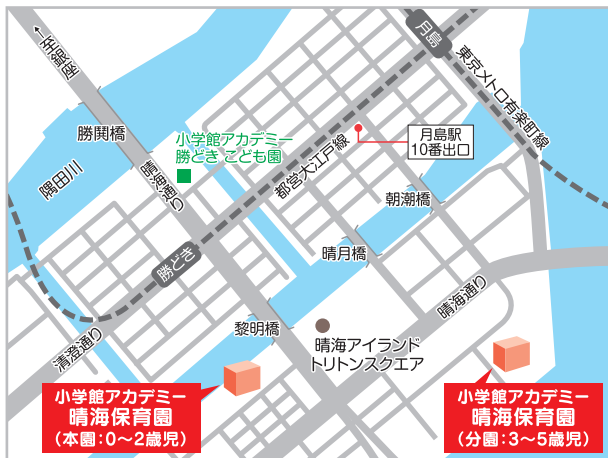 ←至銀座
月島
東京メトロ有楽町線
勝鬨橋
小学館アカデミー
勝どき こども園
月島駅
10番出口
隅田川
晴海通り
都営大江戸線
朝潮橋
勝どき
晴月橋
晴海通り
清澄通り
黎明橋
晴海アイランド
トリトンスクエア
小学館アカデミー
晴海保育園
(本園:0〜2歳児)
小学館アカデミー
晴海保育園
(分園:3〜5歳児)